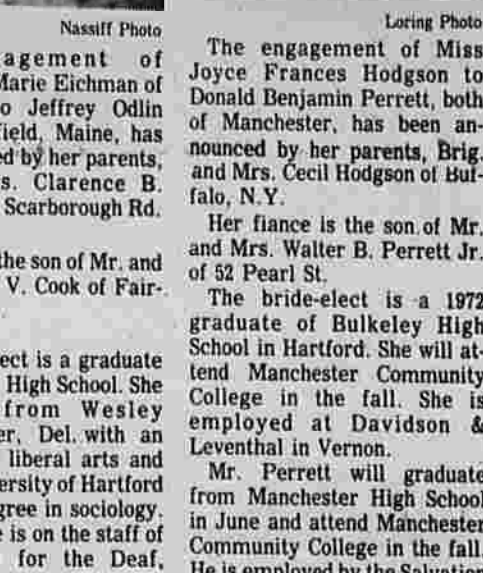 Nassiff Photo
agement of
Marie Eichman of
o Jeffrey Odlin
field, Maine, has
ed by her parents,
s. Clarence B.
Scarborough Rd.
the son of Mr. and
V. Cook of Fair-
ect is a graduate
High School. She
from Wesley
er, Del. with an
liberal arts and
ersity of Hartford
gree in sociology.
e is on the staff of
for the Deaf,
Loring Photo
The engagement of Miss
Joyce Frances Hodgson to
Donald Benjamin Perrett, both
of Manchester, has been an-
nounced by her parents, Brig.
and Mrs. Cecil Hodgson of Buf-
falo, N.Y.
Her fiance is the son of Mr.
and Mrs. Walter B. Perrett Jr.
of 52 Pearl St.
The bride-elect is a 1972
graduate of Bulkeley High
School in Hartford. She will at-
tend Manchester Community
College in the fall. She is
employed at Davidson &
Leventhal in Vernon.
Mr. Perrett will graduate
from Manchester High School
in June and attend Manchester
Community College in the fall.
He is employed by the Salvation